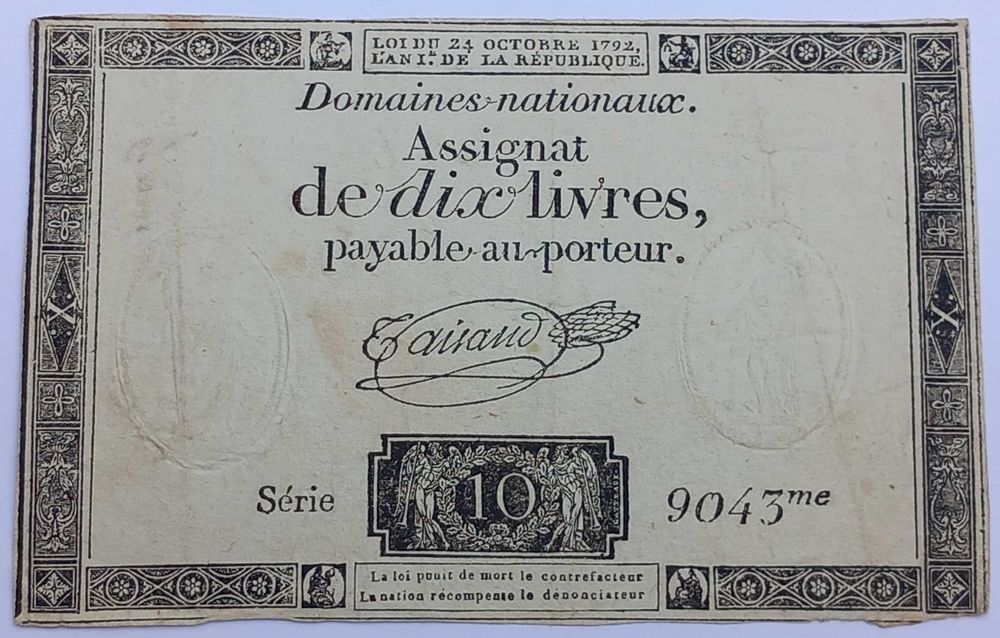 LOI DU 24 OCTOBRE 1792,
L'AN I.er DE LA RÉPUBLIQUE.
Domaines nationaux.
Assignat
de dix livres,
payable au porteur.
Taisaud
X X
10
Série 9043me
La loi punit de mort le contrefacteur
La nation récompense le dénonciateur